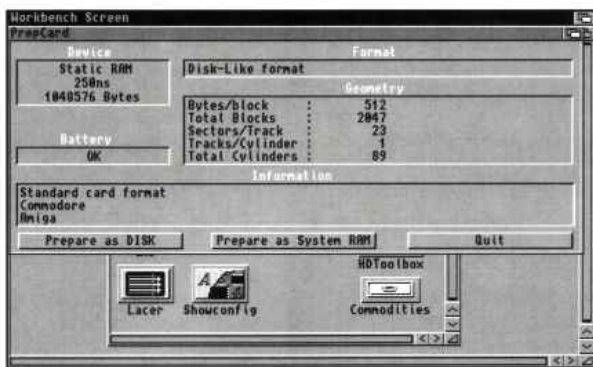 Workbench Screen
PrepCard
Device
Static RAM
250ns
1048576 Bytes
Battery
OK
Format
Disk-Like format
Geometry
Bytes/block : 512
Total Blocks : 2047
Sectors/Track : 23
Tracks/Cylinder : 1
Total Cylinders : 89
Information
Standard card format
Commodore
Amiga
Prepare as DISK
Prepare as System RAM
Quit
HDToolbox
Lacer
Showconfig
Commodities